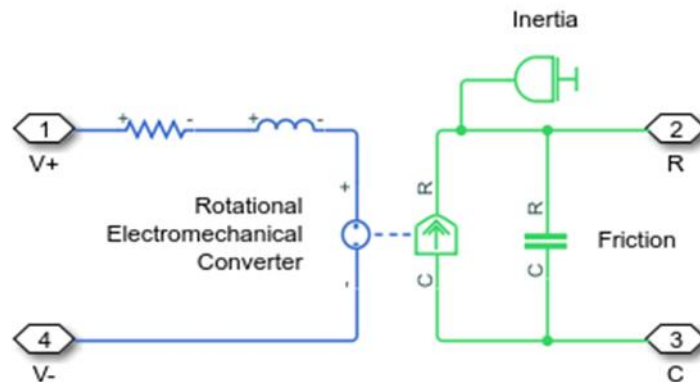 Inertia
1
V+
+
-
+
-
2
R
+
R
R
Rotational
Electromechanical
Converter
Friction
-
C
C
4
V-
3
C